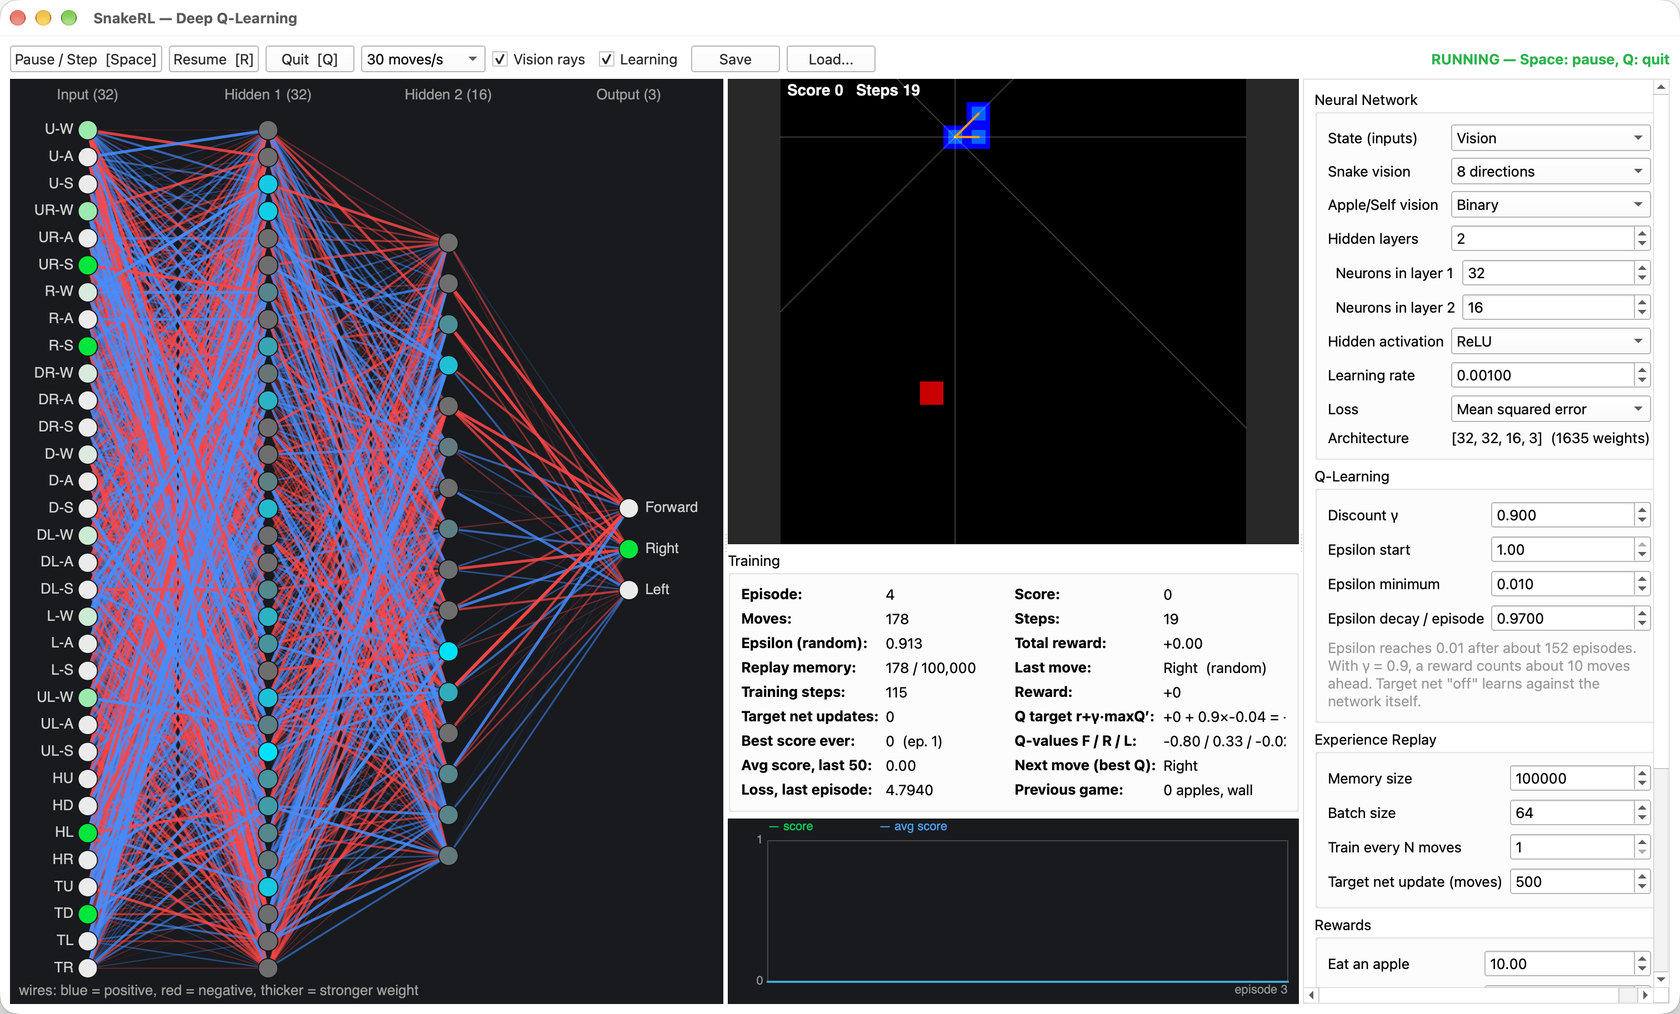 SnakeRL — Deep Q-Learning
Pause / Step [Space]
Resume [R]
Quit [Q]
30 moves/s
Vision rays
Learning
Save
Load...
RUNNING — Space: pause, Q: quit
Input (32)
Hidden 1 (32)
Hidden 2 (16)
Output (3)
U-W
U-A
U-S
UR-W
UR-A
UR-S
R-W
R-A
R-S
DR-W
DR-A
DR-S
D-W
D-A
D-S
DL-W
DL-A
DL-S
L-W
L-A
L-S
UL-W
UL-A
UL-S
HU
HD
HL
HR
TU
TD
TL
TR
Forward
Right
Left
wires: blue = positive, red = negative, thicker = stronger weight
Score 0 Steps 19
Training
Episode: 4
Moves: 178
Epsilon (random): 0.913
Replay memory: 178 / 100,000
Training steps: 115
Target net updates: 0
Best score ever: 0 (ep. 1)
Avg score, last 50: 0.00
Loss, last episode: 4.7940
Score: 0
Steps: 19
Total reward: +0.00
Last move: Right (random)
Reward: +0
Q target r+γ·maxQ′: +0 + 0.9×-0.04 = -
Q-values F / R / L: -0.80 / 0.33 / -0.02
Next move (best Q): Right
Previous game: 0 apples, wall
— score
— avg score
1
0
episode 3
Neural Network
State (inputs) Vision
Snake vision 8 directions
Apple/Self vision Binary
Hidden layers 2
Neurons in layer 1 32
Neurons in layer 2 16
Hidden activation ReLU
Learning rate 0.00100
Loss Mean squared error
Architecture [32, 32, 16, 3] (1635 weights)
Q-Learning
Discount γ 0.900
Epsilon start 1.00
Epsilon minimum 0.010
Epsilon decay / episode 0.9700
Epsilon reaches 0.01 after about 152 episodes.
With γ = 0.9, a reward counts about 10 moves
ahead. Target net "off" learns against the
network itself.
Experience Replay
Memory size 100000
Batch size 64
Train every N moves 1
Target net update (moves) 500
Rewards
Eat an apple 10.00